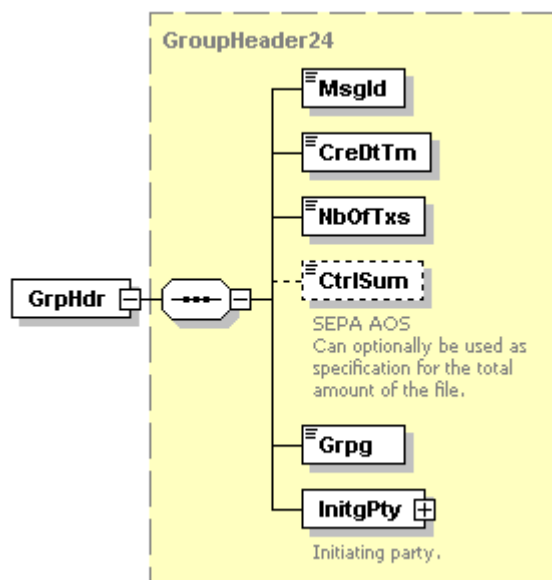 GroupHeader24
MsgId
CreDtTm
NbOfTxs
GrpHdr
CtrlSum
SEPA AOS
Can optionally be used as
specification for the total
amount of the file.
Grpg
InitgPty
Initiating party.